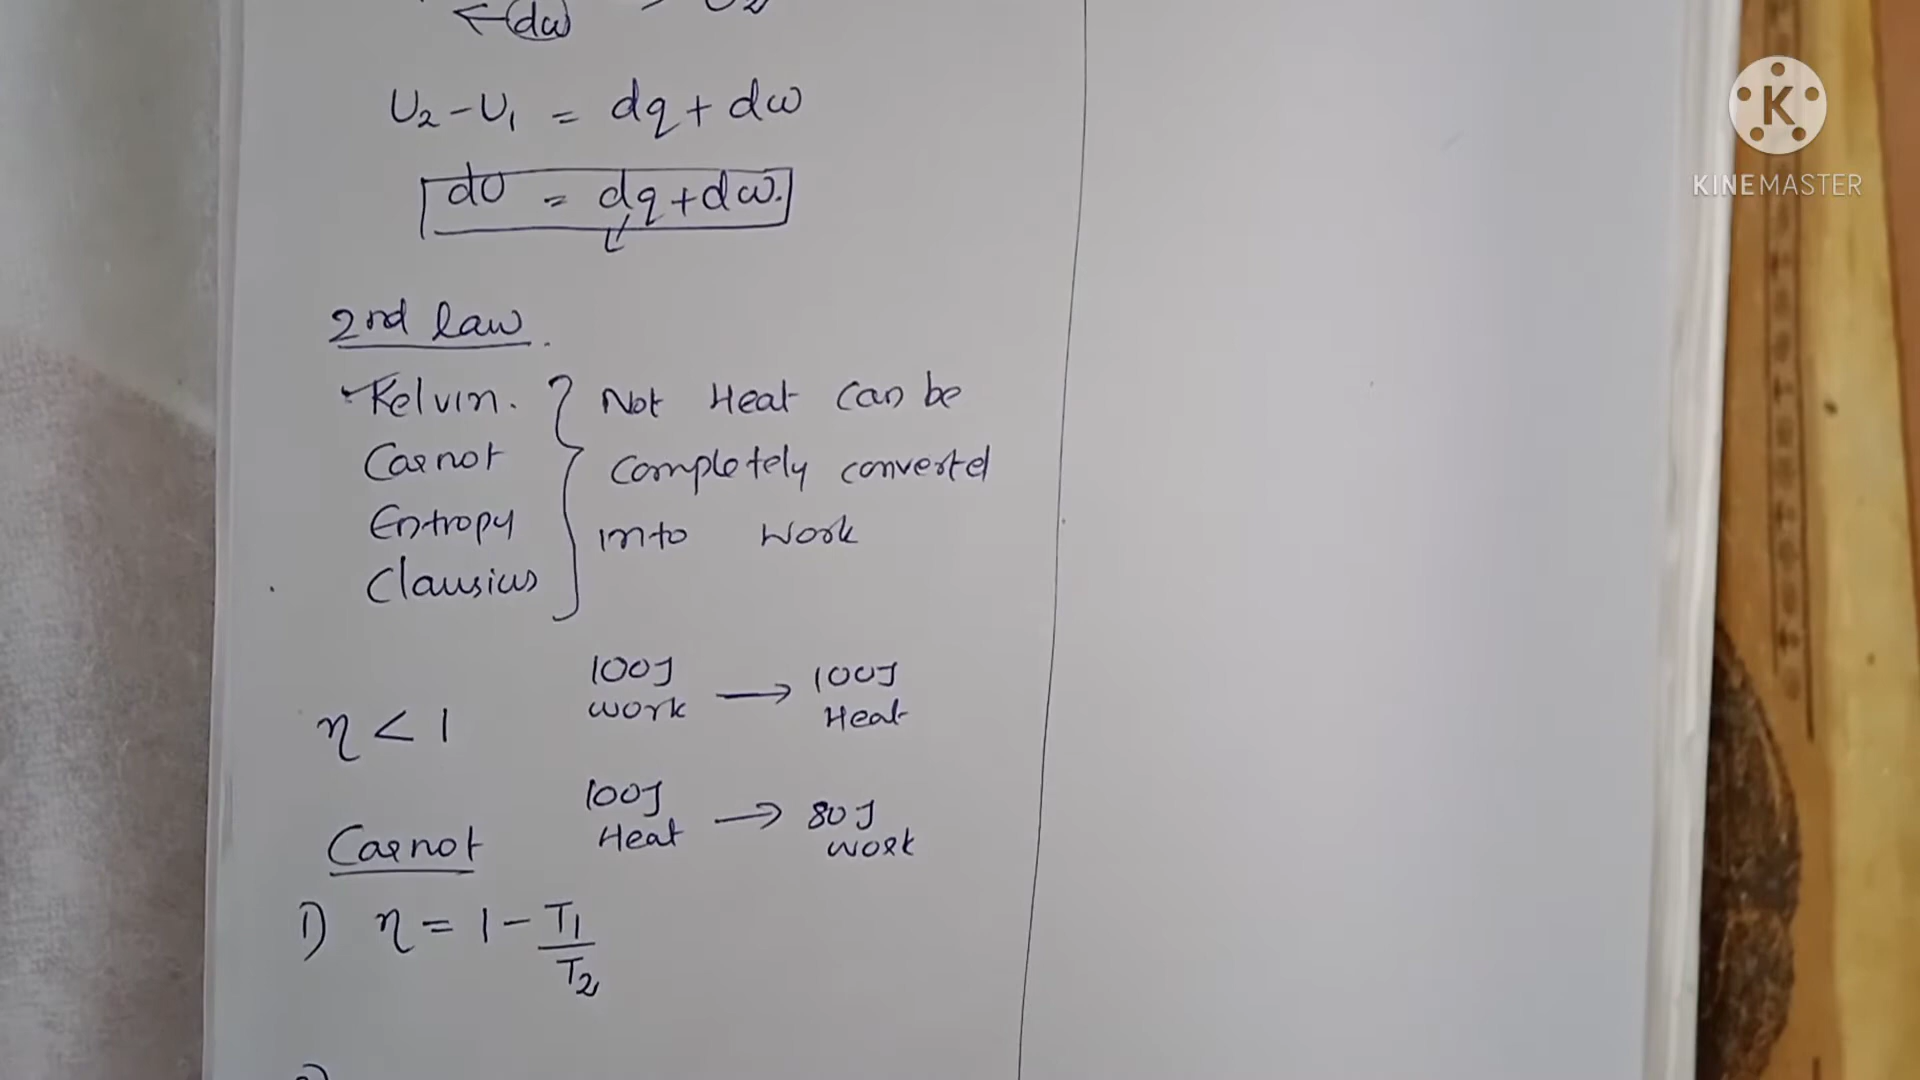 ← dω
U₂ - U₁ = dq + dω
dU = dq + dω.
2nd law.
Kelvin. } Not Heat can be
Carnot completely converted
Entropy into work
Clausius
100J work → 100J Heat
η < 1
100J Heat → 80J work
Carnot
1) η = 1 - T₁/T₂
K
KINEMASTER